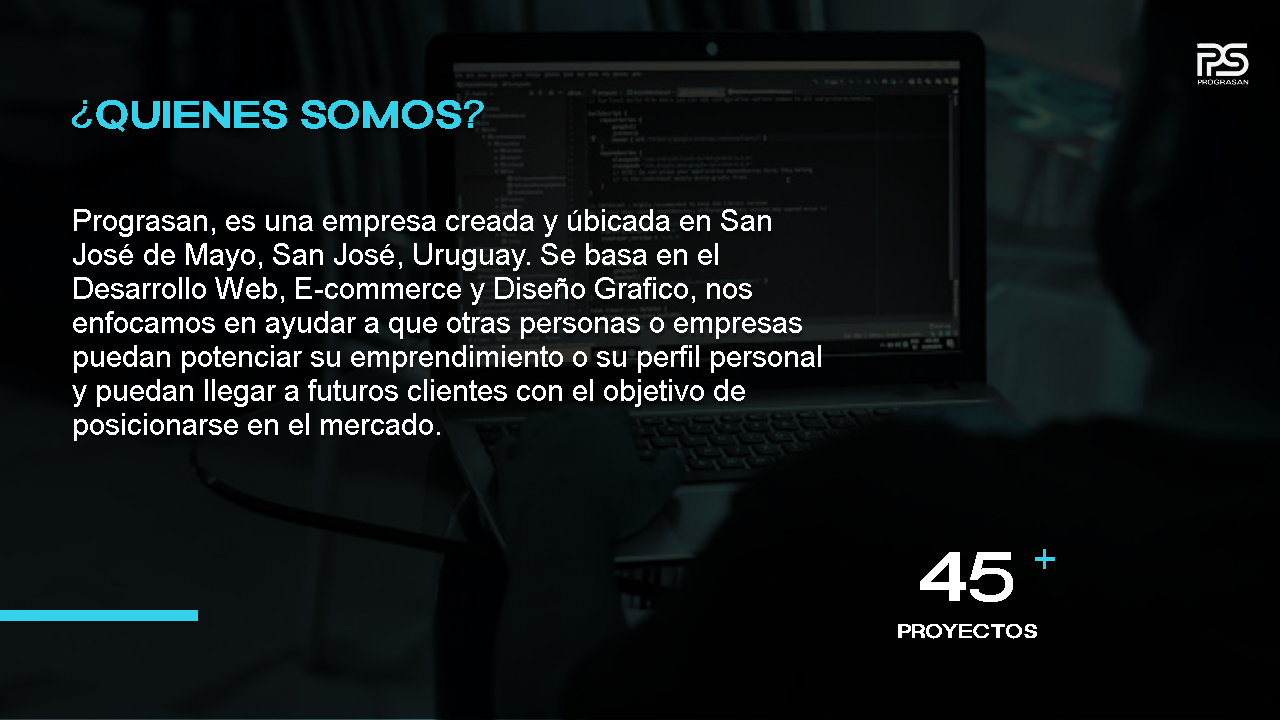 PS
PROGRASAN
¿QUIENES SOMOS?
Prograsan, es una empresa creada y úbicada en San
José de Mayo, San José, Uruguay. Se basa en el
Desarrollo Web, E-commerce y Diseño Grafico, nos
enfocamos en ayudar a que otras personas o empresas
puedan potenciar su emprendimiento o su perfil personal
y puedan llegar a futuros clientes con el objetivo de
posicionarse en el mercado.
45 +
PROYECTOS